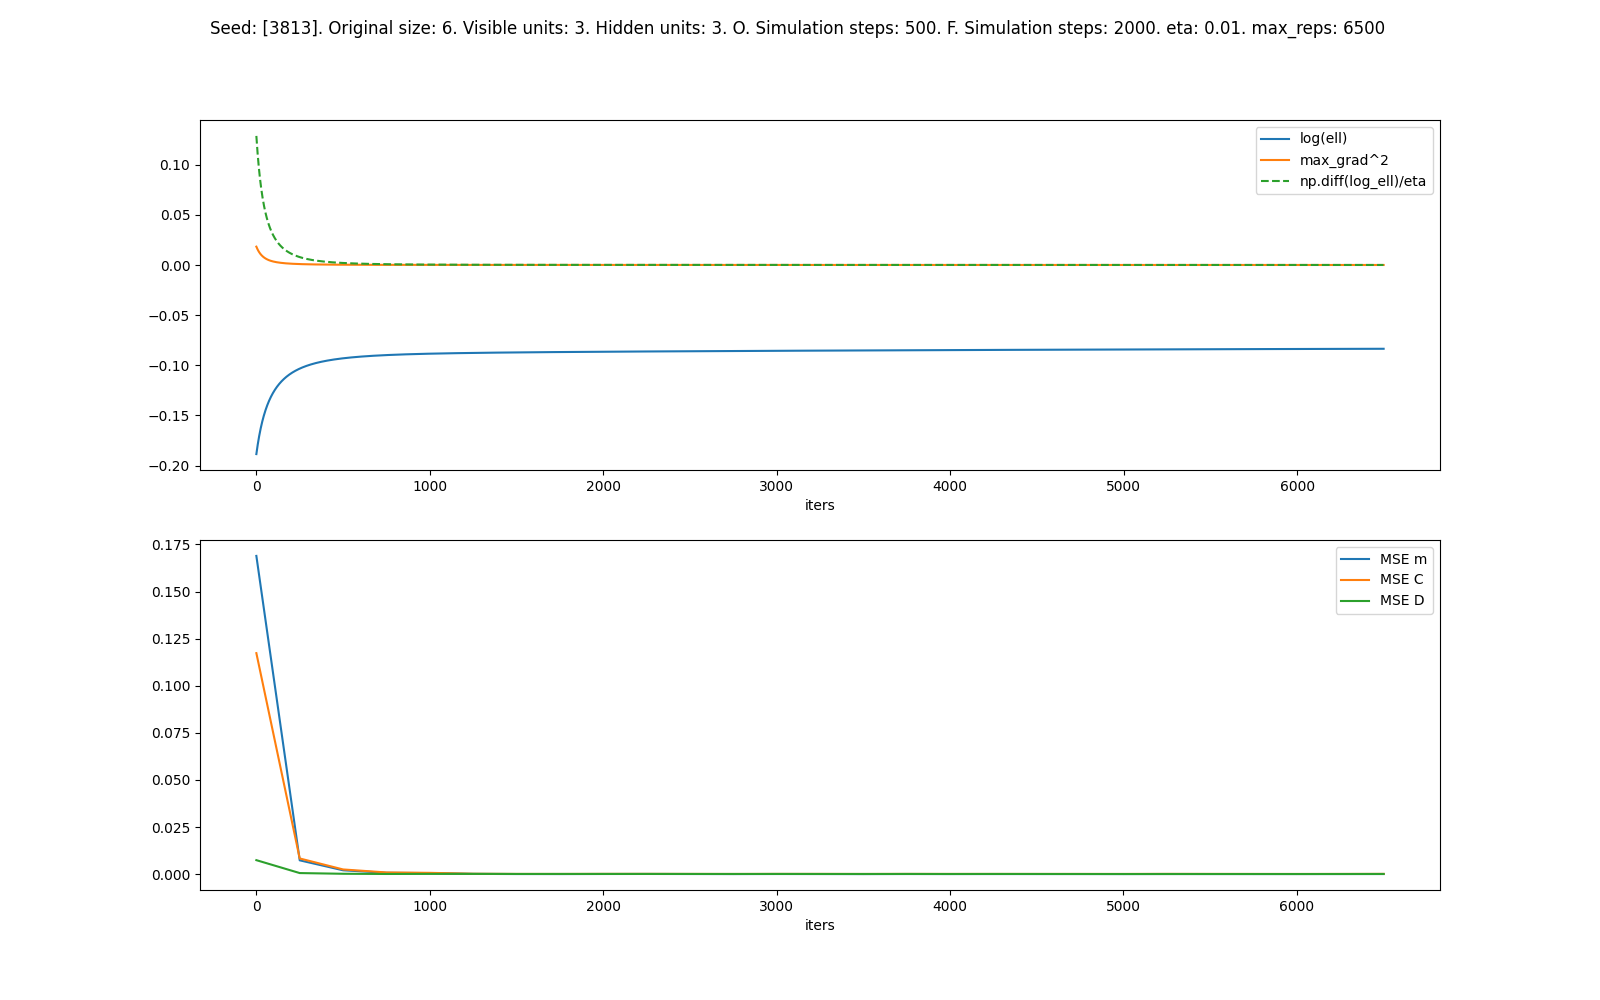 Seed: [3813]. Original size: 6. Visible units: 3. Hidden units: 3. O. Simulation steps: 500. F. Simulation steps: 2000. eta: 0.01. max_reps: 6500
log(ell)
max_grad^2
np.diff(log_ell)/eta
0.10
0.05
0.00
−0.05
−0.10
−0.15
−0.20
0 1000 2000 3000 4000 5000 6000
iters
MSE m
MSE C
MSE D
0.175
0.150
0.125
0.100
0.075
0.050
0.025
0.000
0 1000 2000 3000 4000 5000 6000
iters